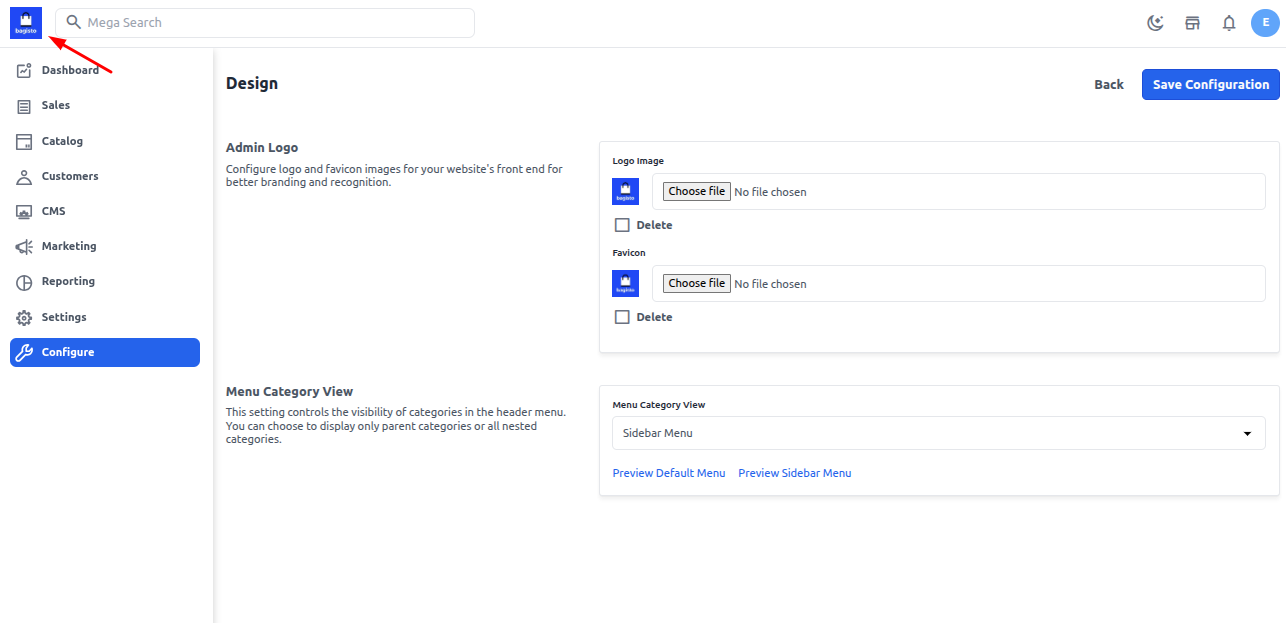 bagisto
Mega Search
E
Dashboard
Sales
Catalog
Customers
CMS
Marketing
Reporting
Settings
Configure
Design
Back
Save Configuration
Admin Logo
Configure logo and favicon images for your website's front end for
better branding and recognition.
Logo Image
bagisto
Choose file No file chosen
Delete
Favicon
bagisto
Choose file No file chosen
Delete
Menu Category View
This setting controls the visibility of categories in the header menu.
You can choose to display only parent categories or all nested
categories.
Menu Category View
Sidebar Menu
Preview Default Menu Preview Sidebar Menu